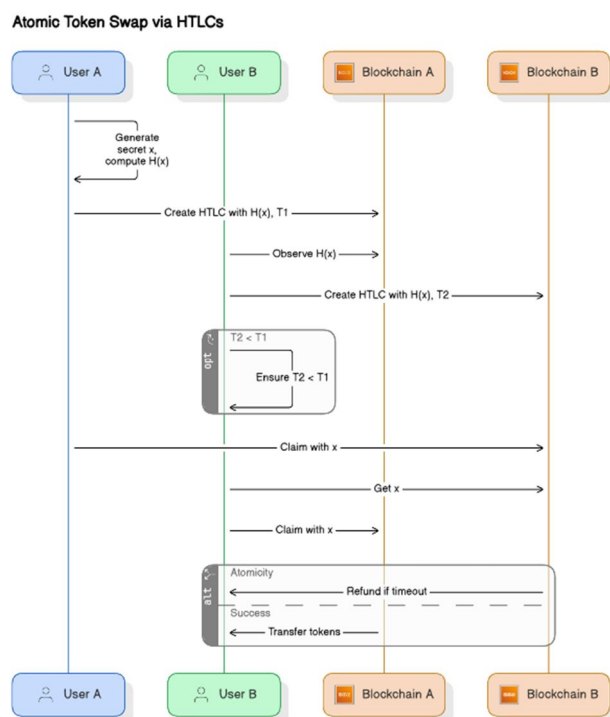 Atomic Token Swap via HTLCs
User A
User B
Blockchain A
Blockchain B
Generate
secret x,
compute H(x)
Create HTLC with H(x), T1
Observe H(x)
Create HTLC with H(x), T2
opt
T2 < T1
Ensure T2 < T1
Claim with x
Get x
Claim with x
alt
Atomicity
Refund if timeout
Success
Transfer tokens
User A
User B
Blockchain A
Blockchain B